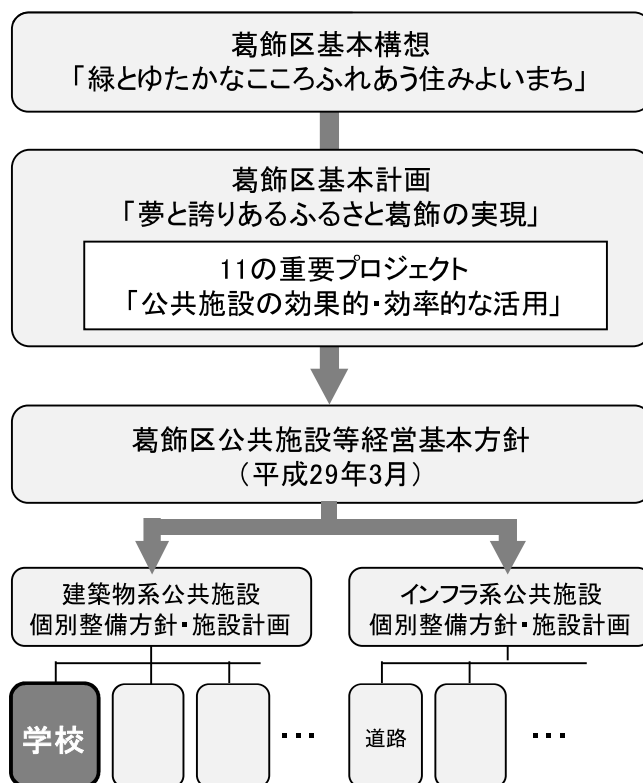 葛飾区基本構想
「緑とゆたかなこころふれあう住みよいまち」
葛飾区基本計画
「夢と誇りあるふるさと葛飾の実現」
11の重要プロジェクト
「公共施設の効果的・効率的な活用」
葛飾区公共施設等経営基本方針
（平成29年3月）
建築物系公共施設
個別整備方針・施設計画
インフラ系公共施設
個別整備方針・施設計画
学校
…
道路
…